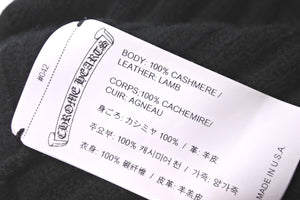 #042
CHROME HEARTS
BODY: 100% CASHMERE /
LEATHER: LAMB
CORPS:100% CACHEMIRE/
CUIR: AGNEAU
身ごろ: カシミヤ 100% / 革: 羊皮
주요부: 100% 캐시미어천 / 가죽: 양가죽
衣身: 100% / 皮革: 羊羔皮
MADE IN U.S.A.